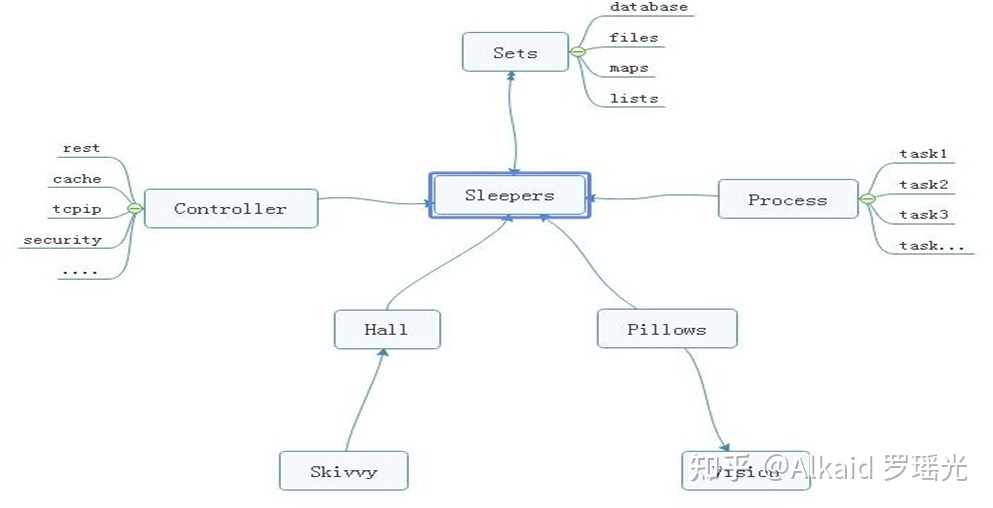 Sets
database
files
maps
lists
rest
cache
tcpip
security
....
Controller
Sleepers
Process
task1
task2
task3
task...
Hall
Pillows
Skivvy
Vision
知乎 @Alkaid 罗瑶光